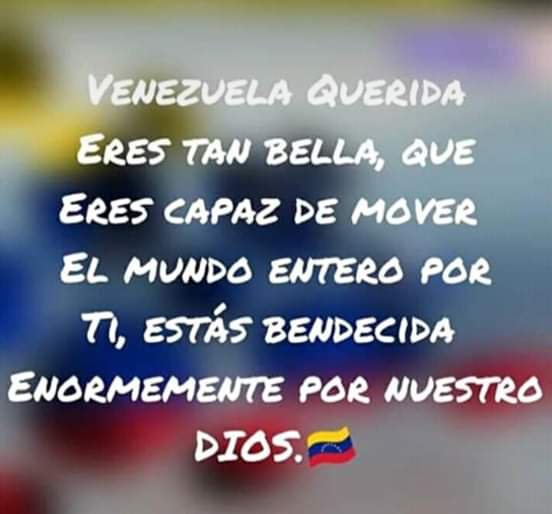 Venezuela Querida
Eres tan bella, que
Eres capaz de mover
El mundo entero por
Ti, estás bendecida
Enormemente por nuestro
DIOS.🇻🇪